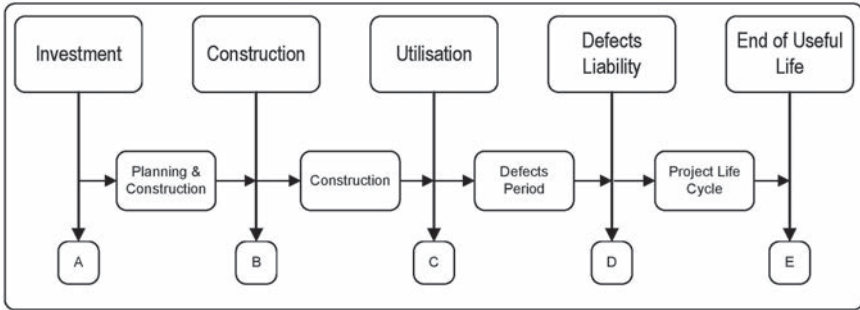 Investment
Construction
Utilisation
Defects
Liability
End of Useful
Life
Planning &
Construction
Construction
Defects
Period
Project Life
Cycle
A
B
C
D
E